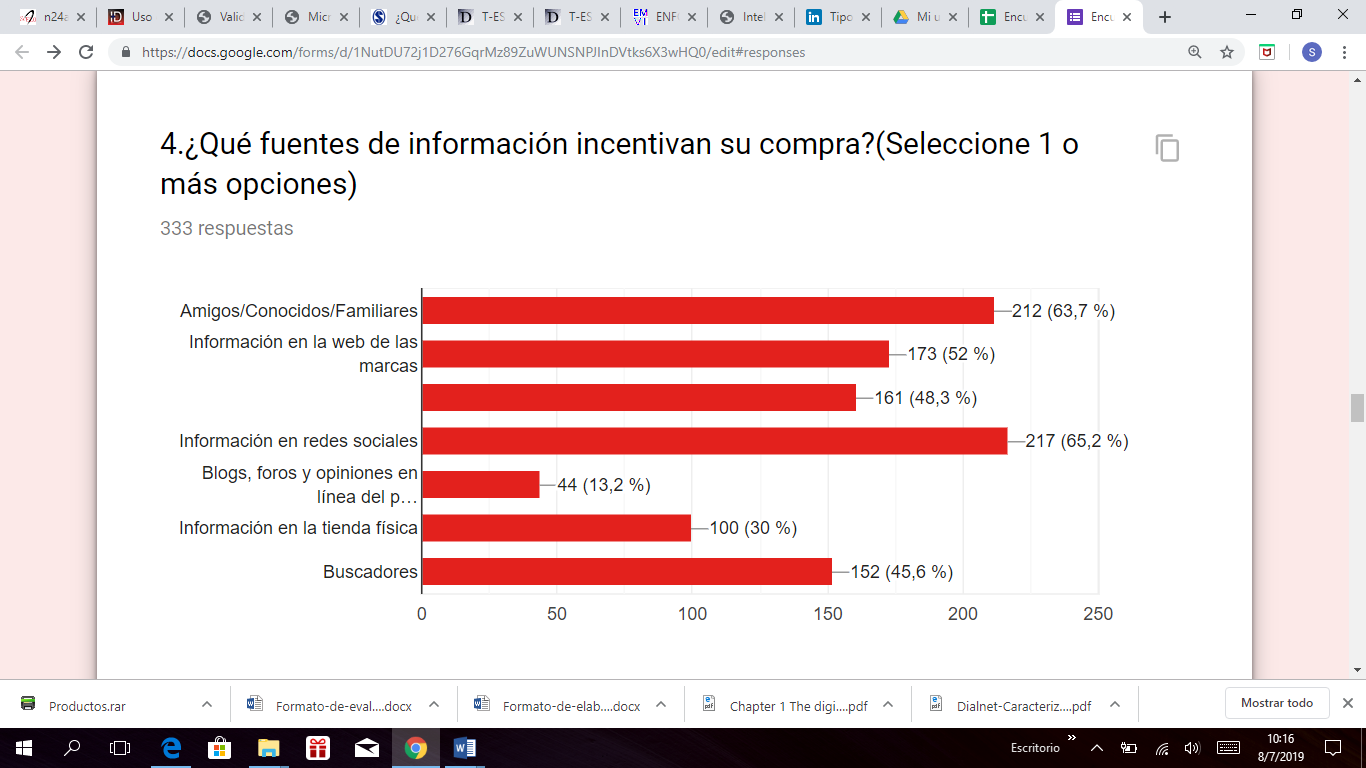 n24a
Uso
Valid
Micr
¿Qu
T-ES
T-ES
ENFO
Intel
Tipo
Mi u
Encu
Encu
https://docs.google.com/forms/d/1NutDU72j1D276GqrMz89ZuWUNSNPJInDVtks6X3wHQ0/edit#responses
S
4.¿Qué fuentes de información incentivan su compra?(Seleccione 1 o
más opciones)
333 respuestas
Amigos/Conocidos/Familiares
212 (63,7 %)
Información en la web de las
marcas
173 (52 %)
161 (48,3 %)
Información en redes sociales
217 (65,2 %)
Blogs, foros y opiniones en
línea del p…
44 (13,2 %)
Información en la tienda física
100 (30 %)
Buscadores
152 (45,6 %)
0 50 100 150 200 250
Productos.rar
Formato-de-eval....docx
Formato-de-elab....docx
Chapter 1 The digi....pdf
Dialnet-Caracteriz....pdf
Mostrar todo
Escritorio
10:16
8/7/2019